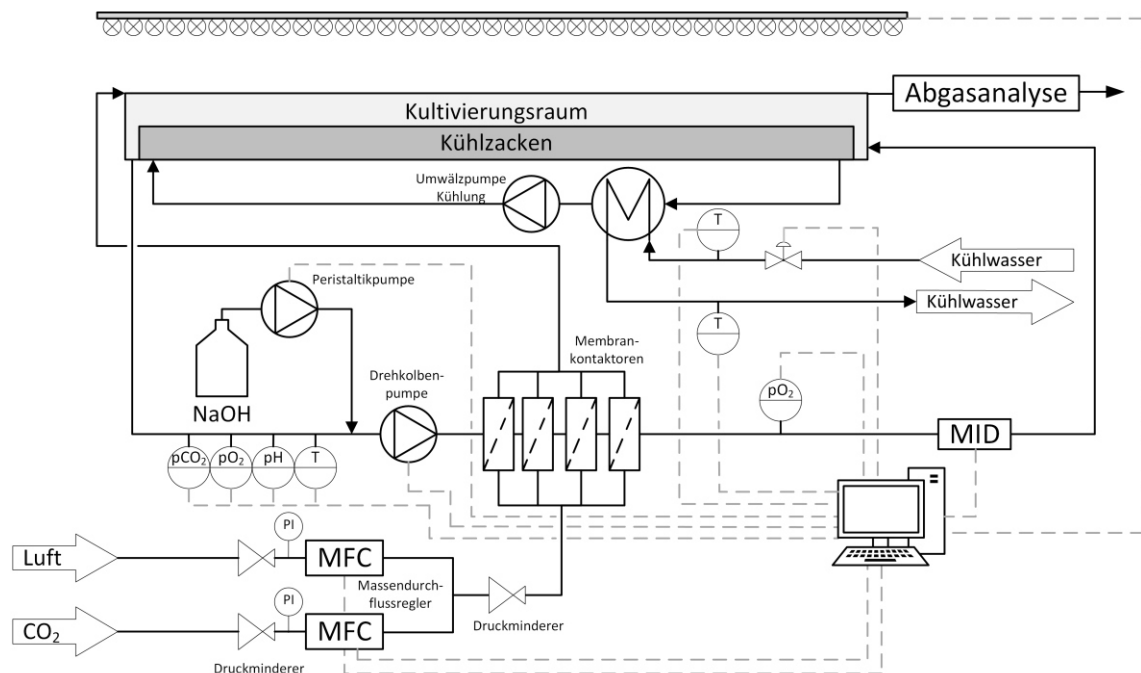 Abgasanalyse
Kultivierungsraum
Kühlzacken
Umwälzpumpe
Kühlung
T
Kühlwasser
Peristaltikpumpe
Kühlwasser
T
Membran-
kontaktoren
Drehkolben-
pumpe
pO₂
NaOH
MID
pCO₂
pO₂
pH
T
PI
Luft
MFC
Massendurch-
flussregler
PI
CO₂
MFC
Druckminderer
Druckminderer